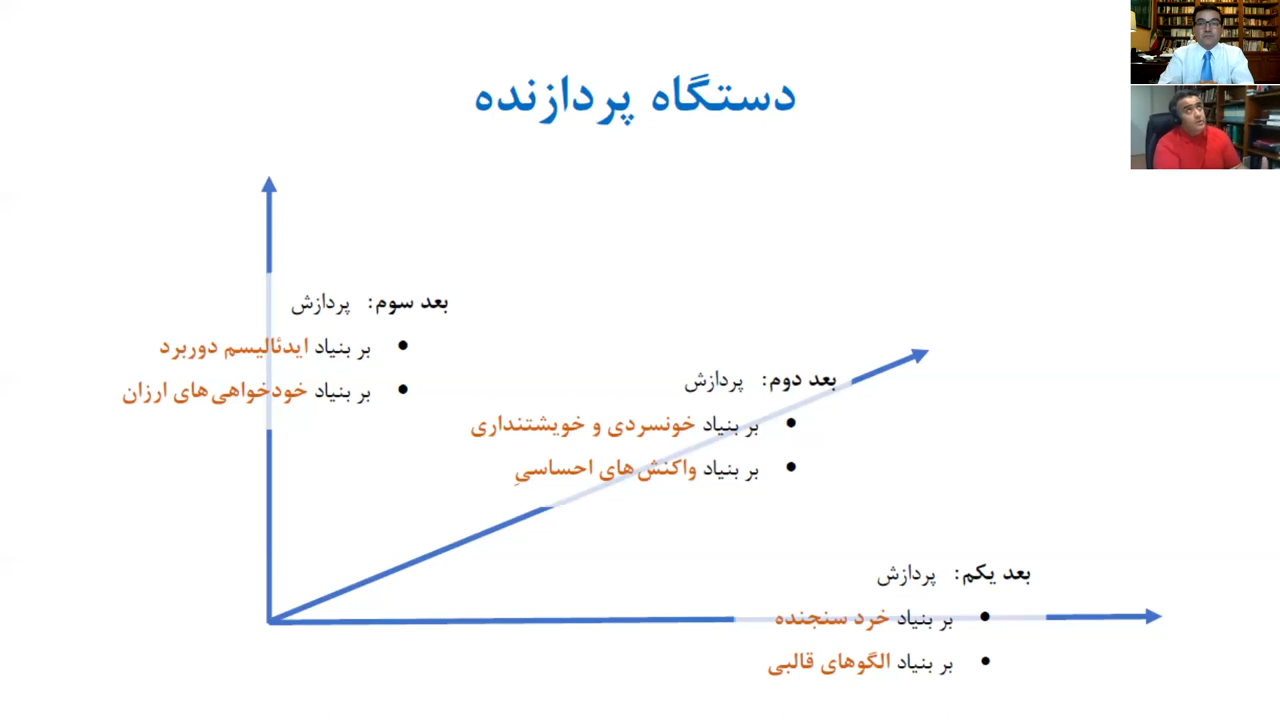 دستگاه پردازنده
بعد سوم: پردازش
• بر بنیاد ایدئالیسم دوربرد
• بر بنیاد خودخواهی‌های ارزان
بعد دوم: پردازش
• بر بنیاد خونسردی و خویشتنداری
• بر بنیاد واکنش های احساسیِ
بعد یکم: پردازش
• بر بنیاد خرد سنجنده
• بر بنیاد الگوهای قالبی